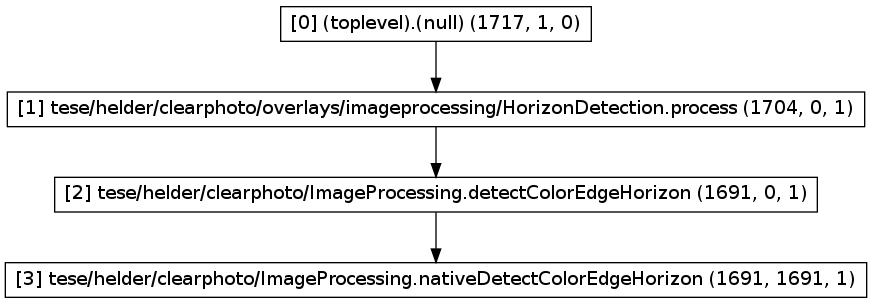 [0] (toplevel).(null) (1717, 1, 0)
[1] tese/helder/clearphoto/overlays/imageprocessing/HorizonDetection.process (1704, 0, 1)
[2] tese/helder/clearphoto/ImageProcessing.detectColorEdgeHorizon (1691, 0, 1)
[3] tese/helder/clearphoto/ImageProcessing.nativeDetectColorEdgeHorizon (1691, 1691, 1)